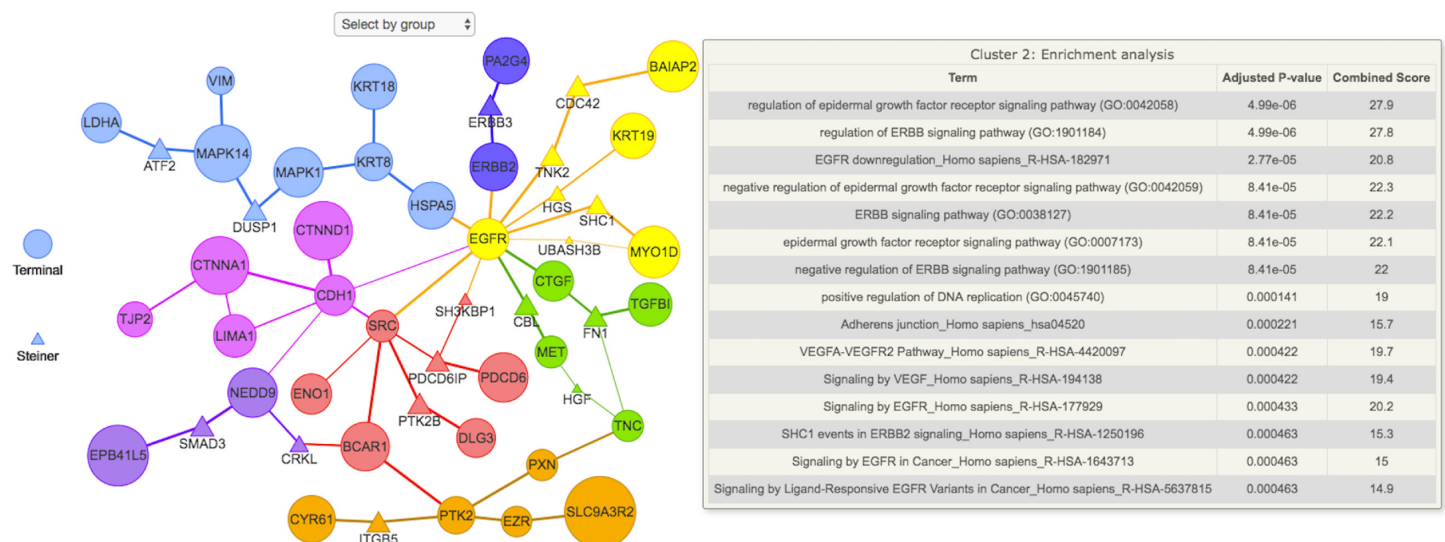 Select by group
PA2G4
BAIAP2
VIM
KRT18
CDC42
LDHA
ERBB3
KRT19
ATF2
MAPK14
MAPK1
KRT8
ERBB2
TNK2
HGS
SHC1
DUSP1
HSPA5
CTNND1
EGFR
UBASH3B
MYO1D
Terminal
CTNNA1
CDH1
CTGF
TGFBI
SH3KBP1
TJP2
LIMA1
SRC
CBL
FN1
Steiner
MET
PDCD6IP
PDCD6
NEDD9
ENO1
HGF
PTK2B
SMAD3
TNC
EPB41L5
CRKL
BCAR1
DLG3
PXN
CYR61
ITGB5
PTK2
EZR
SLC9A3R2
Cluster 2: Enrichment analysis
Term Adjusted P-value Combined Score
regulation of epidermal growth factor receptor signaling pathway (GO:0042058) 4.99e-06 27.9
regulation of ERBB signaling pathway (GO:1901184) 4.99e-06 27.8
EGFR downregulation_Homo sapiens_R-HSA-182971 2.77e-05 20.8
negative regulation of epidermal growth factor receptor signaling pathway (GO:0042059) 8.41e-05 22.3
ERBB signaling pathway (GO:0038127) 8.41e-05 22.2
epidermal growth factor receptor signaling pathway (GO:0007173) 8.41e-05 22.1
negative regulation of ERBB signaling pathway (GO:1901185) 8.41e-05 22
positive regulation of DNA replication (GO:0045740) 0.000141 19
Adherens junction_Homo sapiens_hsa04520 0.000221 15.7
VEGFA-VEGFR2 Pathway_Homo sapiens_R-HSA-4420097 0.000422 19.7
Signaling by VEGF_Homo sapiens_R-HSA-194138 0.000422 19.4
Signaling by EGFR_Homo sapiens_R-HSA-177929 0.000433 20.2
SHC1 events in ERBB2 signaling_Homo sapiens_R-HSA-1250196 0.000463 15.3
Signaling by EGFR in Cancer_Homo sapiens_R-HSA-1643713 0.000463 15
Signaling by Ligand-Responsive EGFR Variants in Cancer_Homo sapiens_R-HSA-5637815 0.000463 14.9